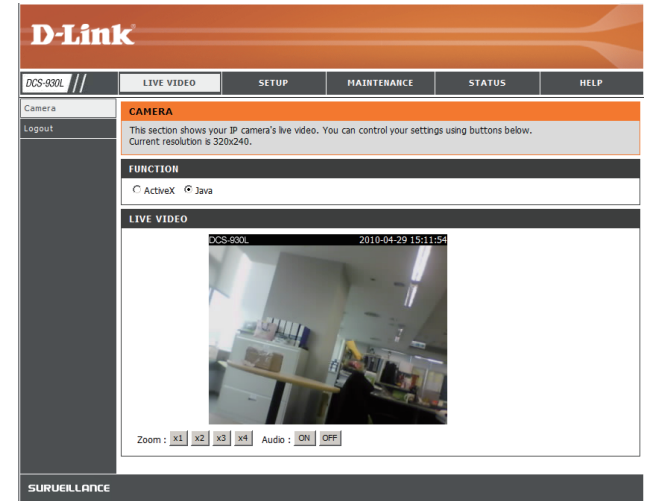 D-Link
DCS-930L // LIVE VIDEO SETUP MAINTENANCE STATUS HELP
Camera
Logout
CAMERA
This section shows your IP camera's live video. You can control your settings using buttons below.
Current resolution is 320x240.
FUNCTION
ActiveX Java
LIVE VIDEO
DCS-930L 2010-04-29 15:11:54
Zoom : x1 x2 x3 x4 Audio : ON OFF
SURVEILLANCE